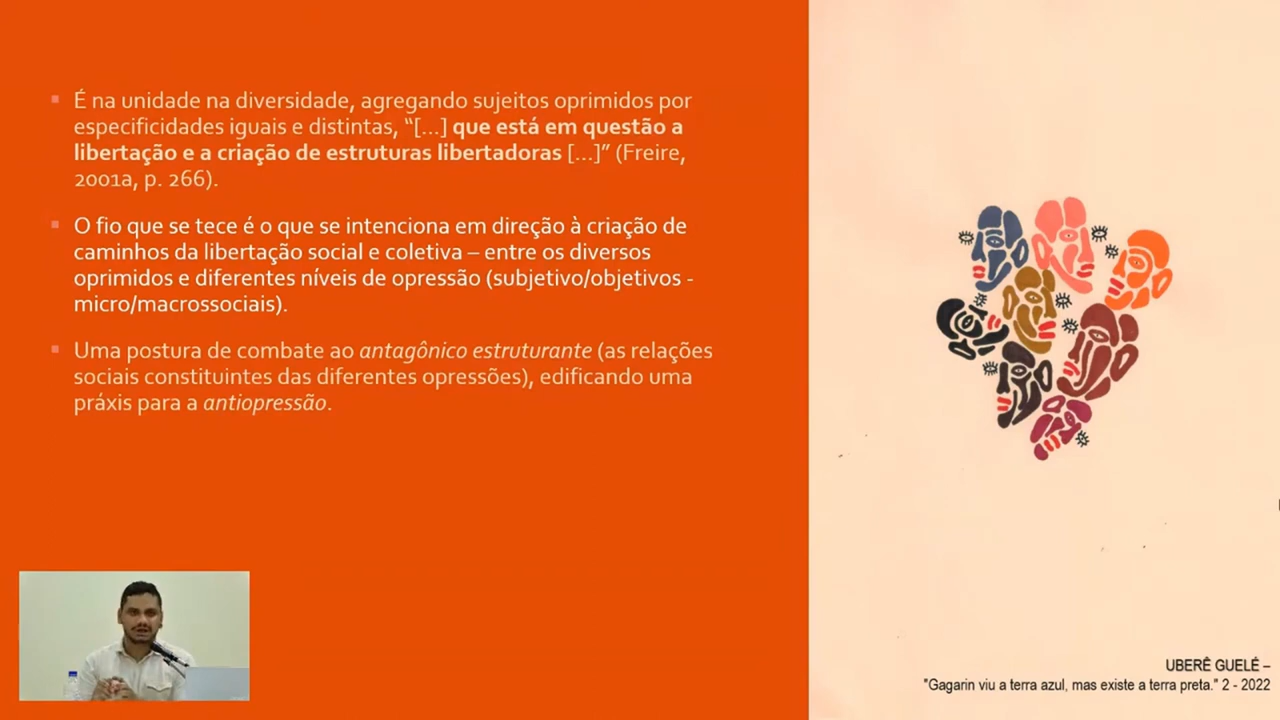 É na unidade na diversidade, agregando sujeitos oprimidos por
especificidades iguais e distintas, “[...] que está em questão a
libertação e a criação de estruturas libertadoras [...]” (Freire,
2001a, p. 266).
O fio que se tece é o que se intenciona em direção à criação de
caminhos da libertação social e coletiva – entre os diversos
oprimidos e diferentes níveis de opressão (subjetivo/objetivos -
micro/macrossociais).
Uma postura de combate ao antagônico estruturante (as relações
sociais constituintes das diferentes opressões), edificando uma
práxis para a antiopressão.
UBERÊ GUELÉ –
"Gagarin viu a terra azul, mas existe a terra preta." 2 - 2022